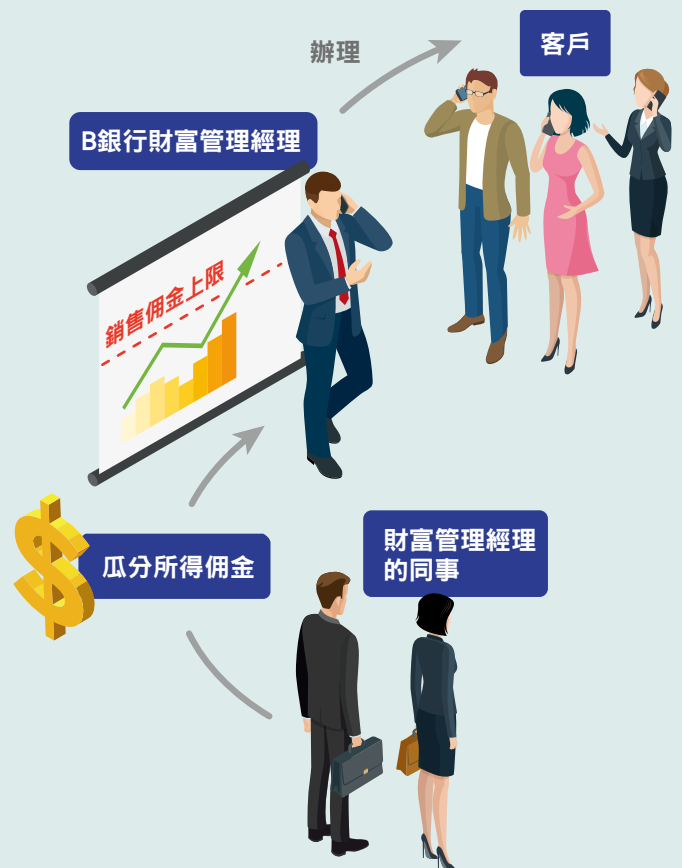 客戶
辦理
B銀行財富管理經理
銷售佣金上限
瓜分所得佣金
財富管理經理
的同事